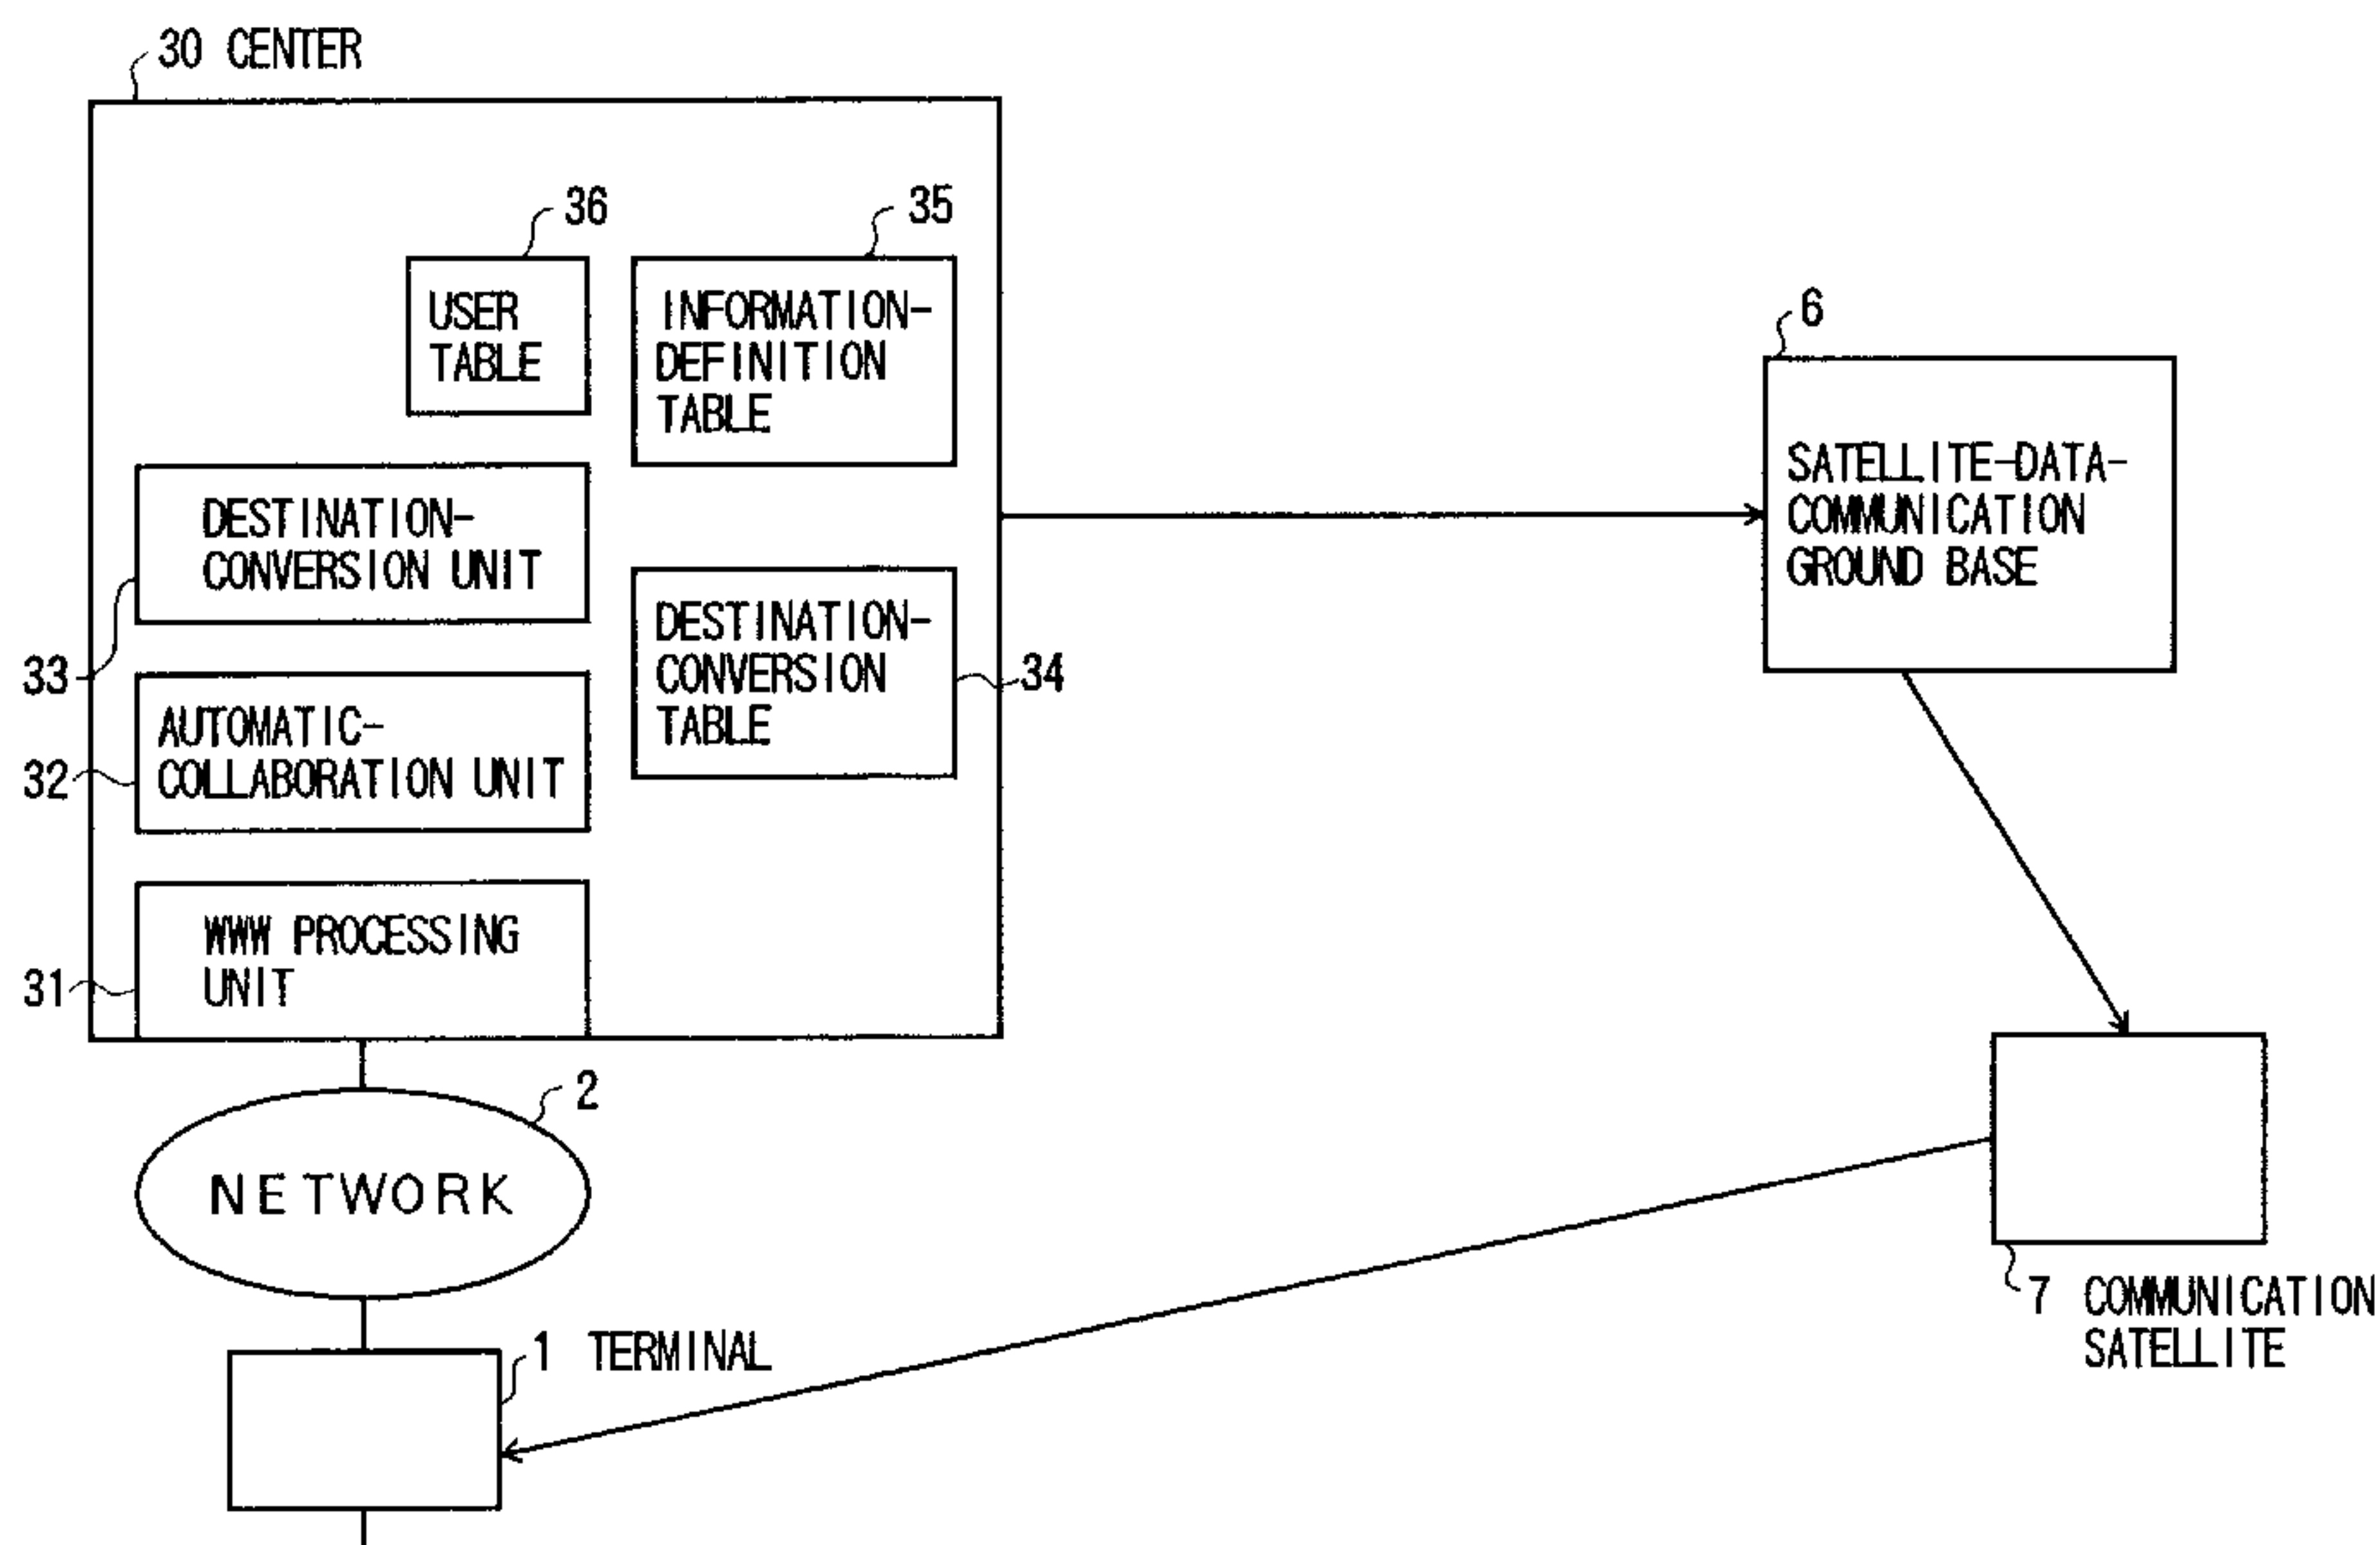 30 CENTER
36
35
USER
TABLE
INFORMATION-
DEFINITION
TABLE
6
SATELLITE-DATA-
COMMUNICATION
GROUND BASE
DESTINATION-
CONVERSION UNIT
33
DESTINATION-
CONVERSION
TABLE
34
AUTOMATIC-
COLLABORATION UNIT
32
WWW PROCESSING
UNIT
31
2
NETWORK
7 COMMUNICATION
SATELLITE
1 TERMINAL